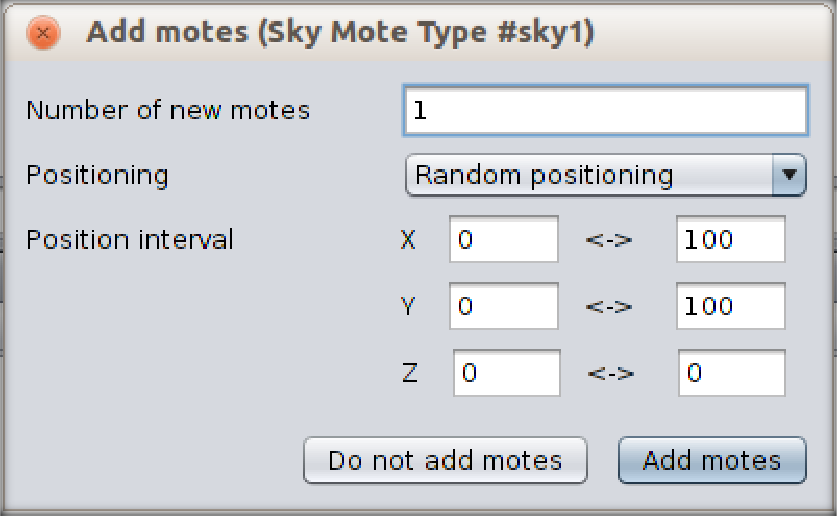 Add motes (Sky Mote Type #sky1)
Number of new motes 1
Positioning Random positioning
Position interval X 0 <-> 100
Y 0 <-> 100
Z 0 <-> 0
Do not add motes Add motes